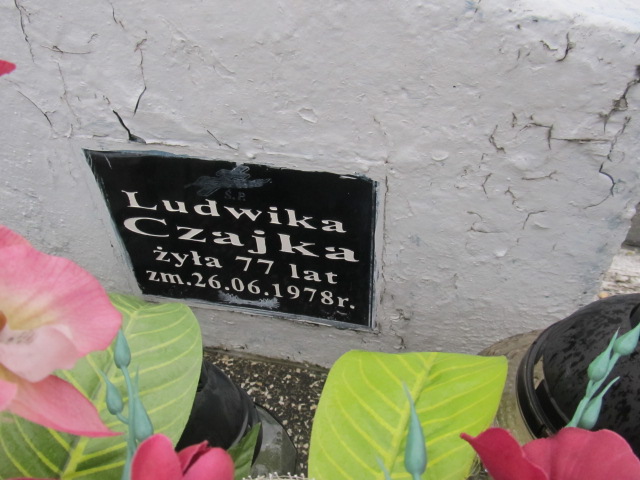 Ś.P.
Ludwika
Czajka
żyła 77 lat
zm.26.06.1978r.